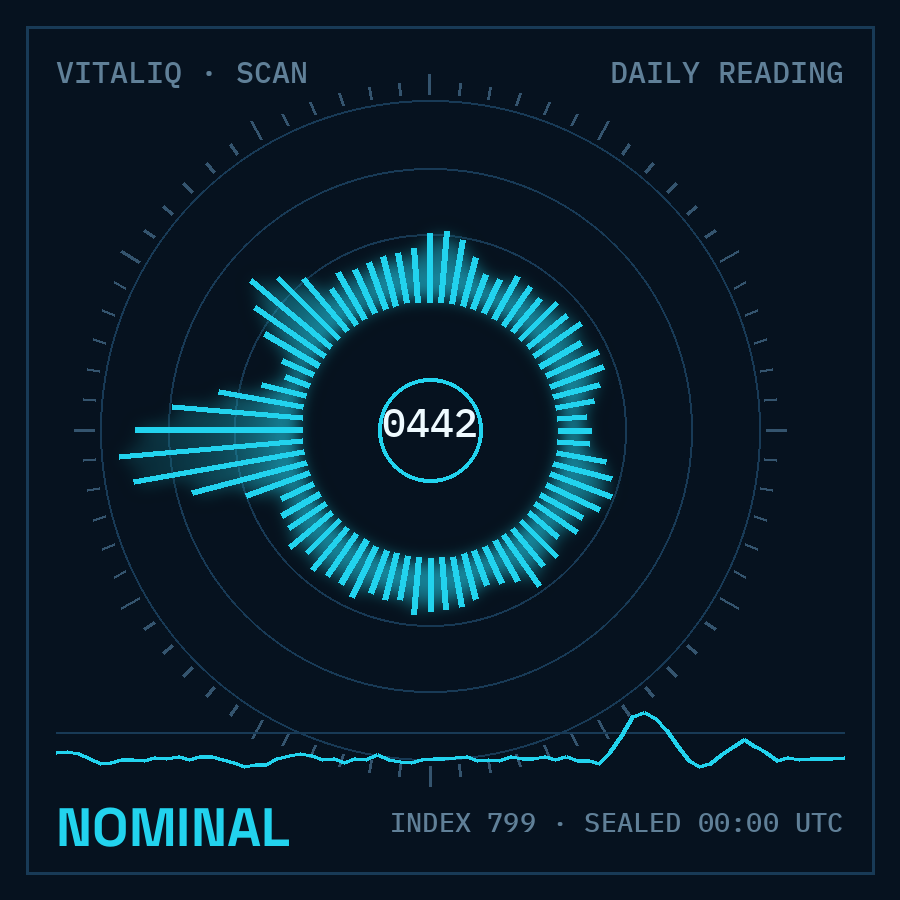 VITALIQ · SCAN
DAILY READING
0442
NOMINAL
INDEX 799 · SEALED 00:00 UTC